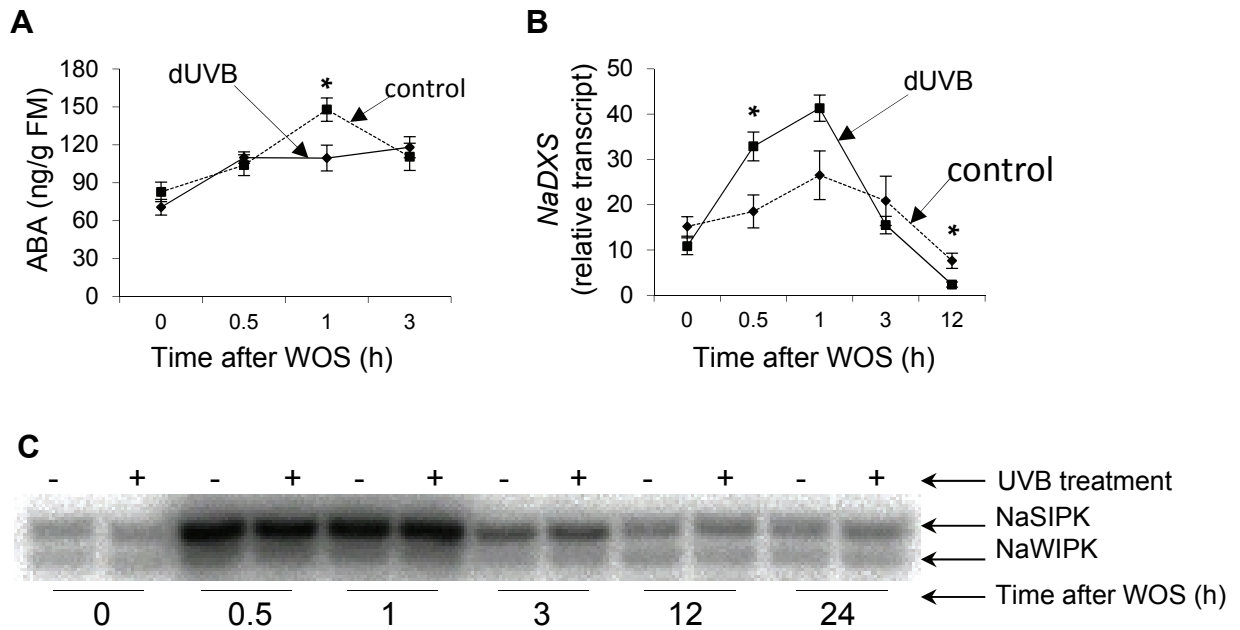 A
180
150
120
90
60
30
0
ABA (ng/g FM)
dUVB
*
control
0 0.5 1 3
Time after WOS (h)
B
50
40
30
20
10
0
NaDXS
(relative transcript)
*
dUVB
control
*
0 0.5 1 3 12
Time after WOS (h)
C
- + - + - + - + - + - + UVB treatment
NaSIPK
NaWIPK
0 0.5 1 3 12 24 Time after WOS (h)